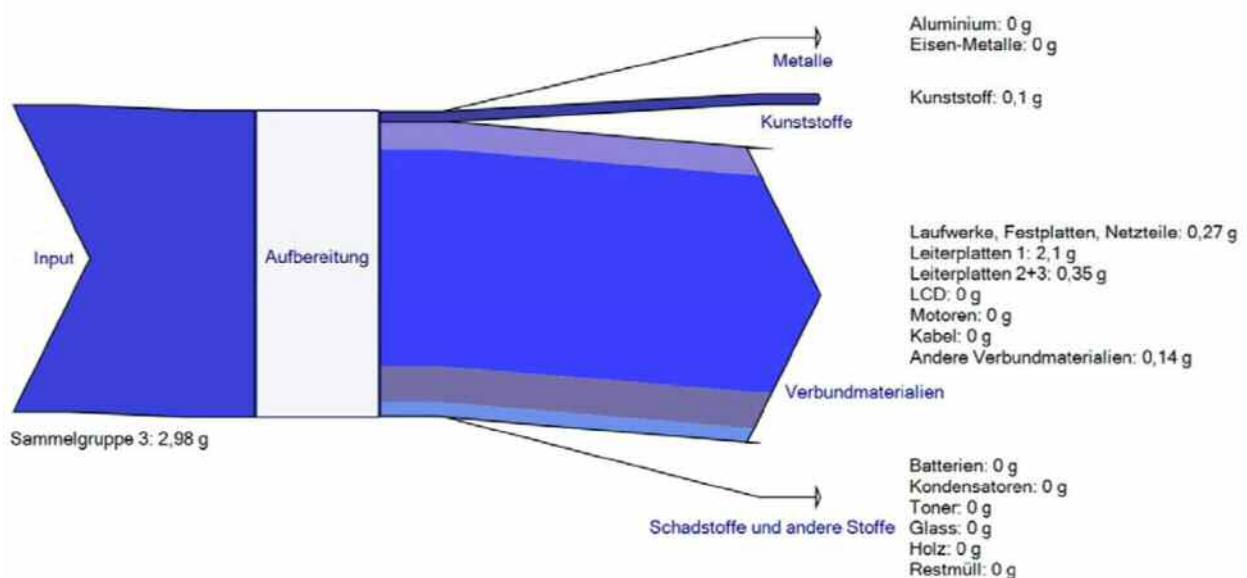 Aluminium: 0 g
Eisen-Metalle: 0 g
Metalle
Kunststoff: 0,1 g
Kunststoffe
Input
Aufbereitung
Laufwerke, Festplatten, Netzteile: 0,27 g
Leiterplatten 1: 2,1 g
Leiterplatten 2+3: 0,35 g
LCD: 0 g
Motoren: 0 g
Kabel: 0 g
Andere Verbundmaterialien: 0,14 g
Verbundmaterialien
Sammelgruppe 3: 2,98 g
Batterien: 0 g
Kondensatoren: 0 g
Toner: 0 g
Glass: 0 g
Holz: 0 g
Restmüll: 0 g
Schadstoffe und andere Stoffe